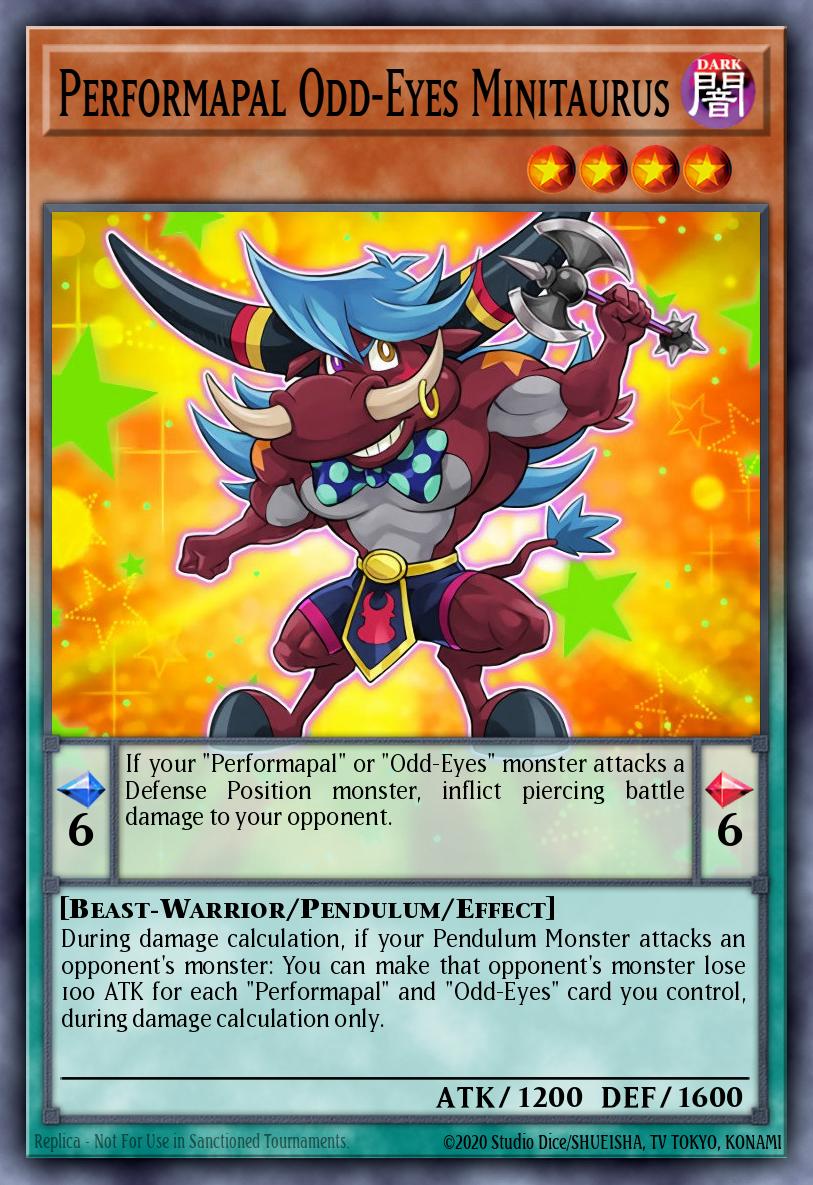 Performapal Odd-Eyes Minitaurus
DARK
闇
If your "Performapal" or "Odd-Eyes" monster attacks a
Defense Position monster, inflict piercing battle
damage to your opponent.
6
6
[Beast-Warrior/Pendulum/Effect]
During damage calculation, if your Pendulum Monster attacks an
opponent's monster: You can make that opponent's monster lose
100 ATK for each "Performapal" and "Odd-Eyes" card you control,
during damage calculation only.
ATK/1200 DEF/1600
Replica - Not For Use in Sanctioned Tournaments.
©2020 Studio Dice/SHUEISHA, TV TOKYO, KONAMI